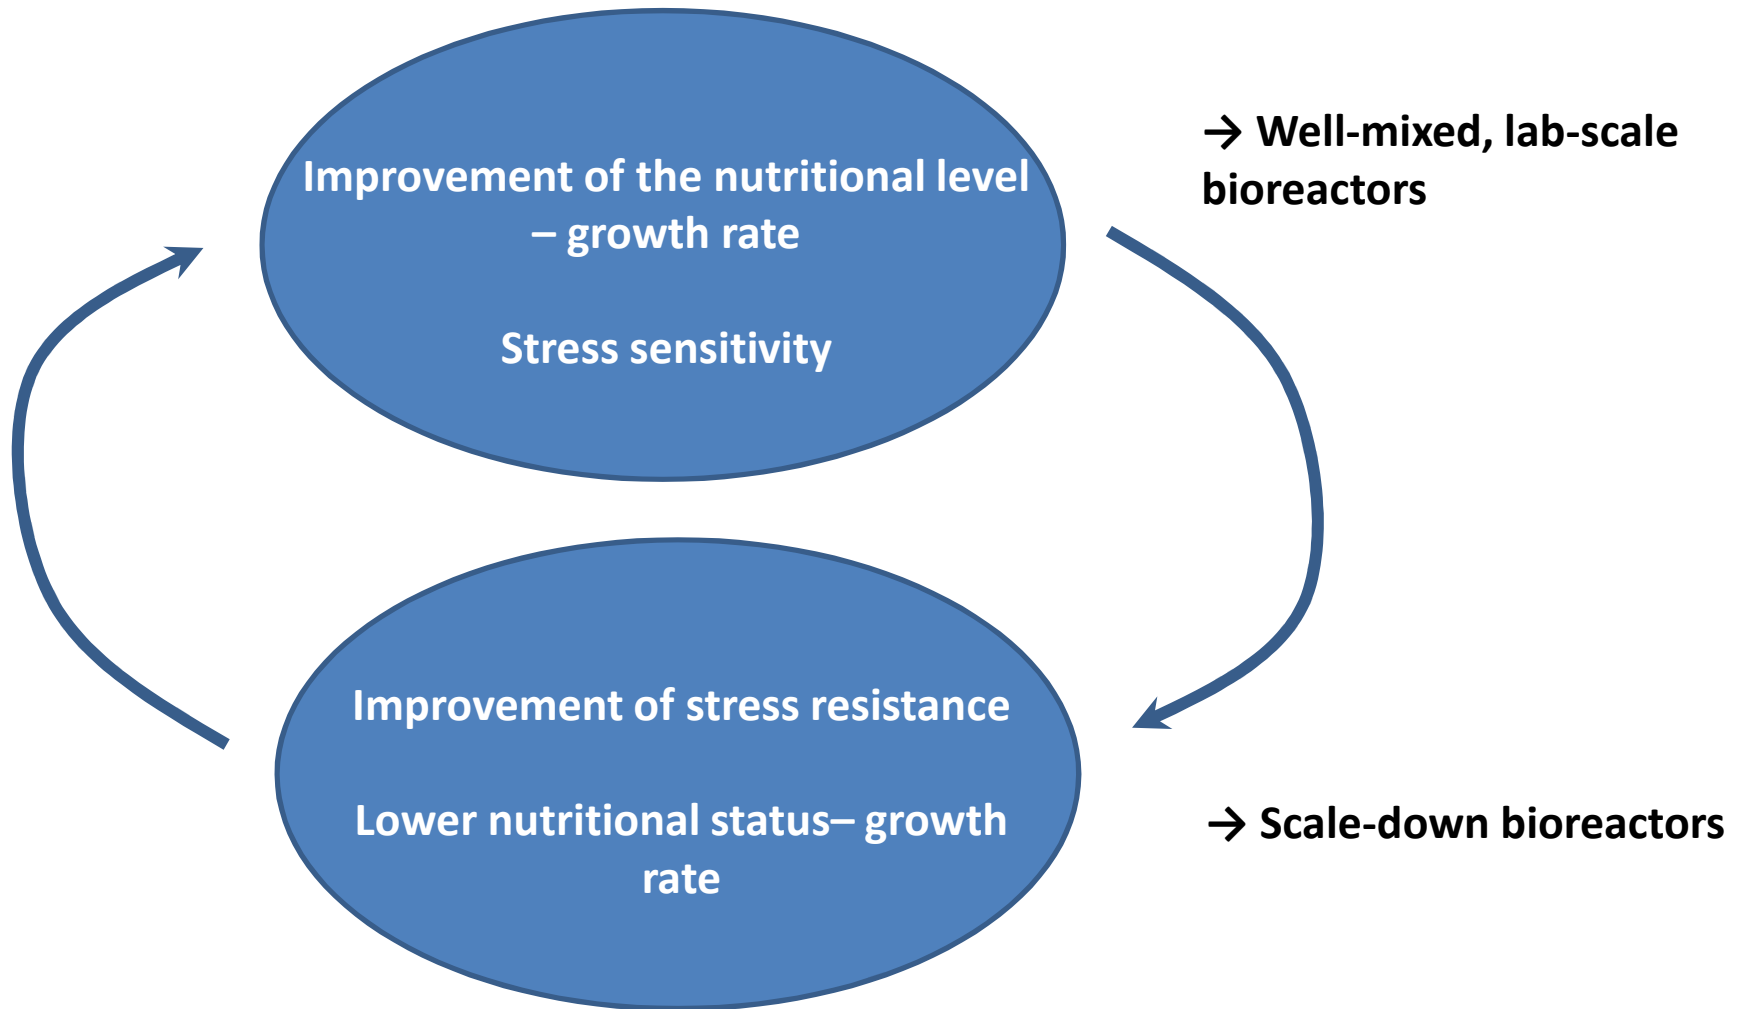 Improvement of the nutritional level
– growth rate
Stress sensitivity
→ Well-mixed, lab-scale
bioreactors
Improvement of stress resistance
Lower nutritional status– growth
rate
→ Scale-down bioreactors